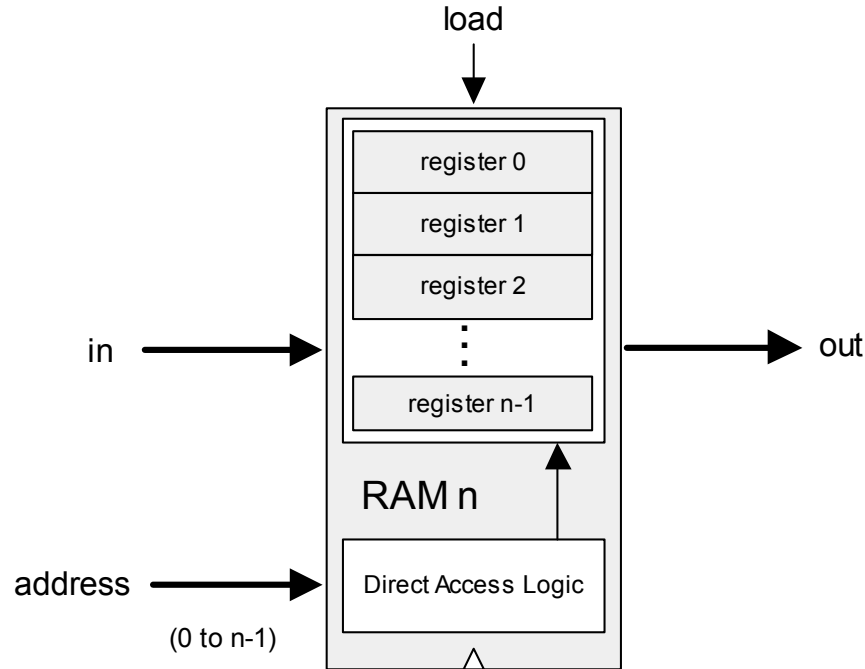 load
register 0
register 1
register 2
⋮
in
out
register n-1
RAM n
address
Direct Access Logic
(0 to n-1)